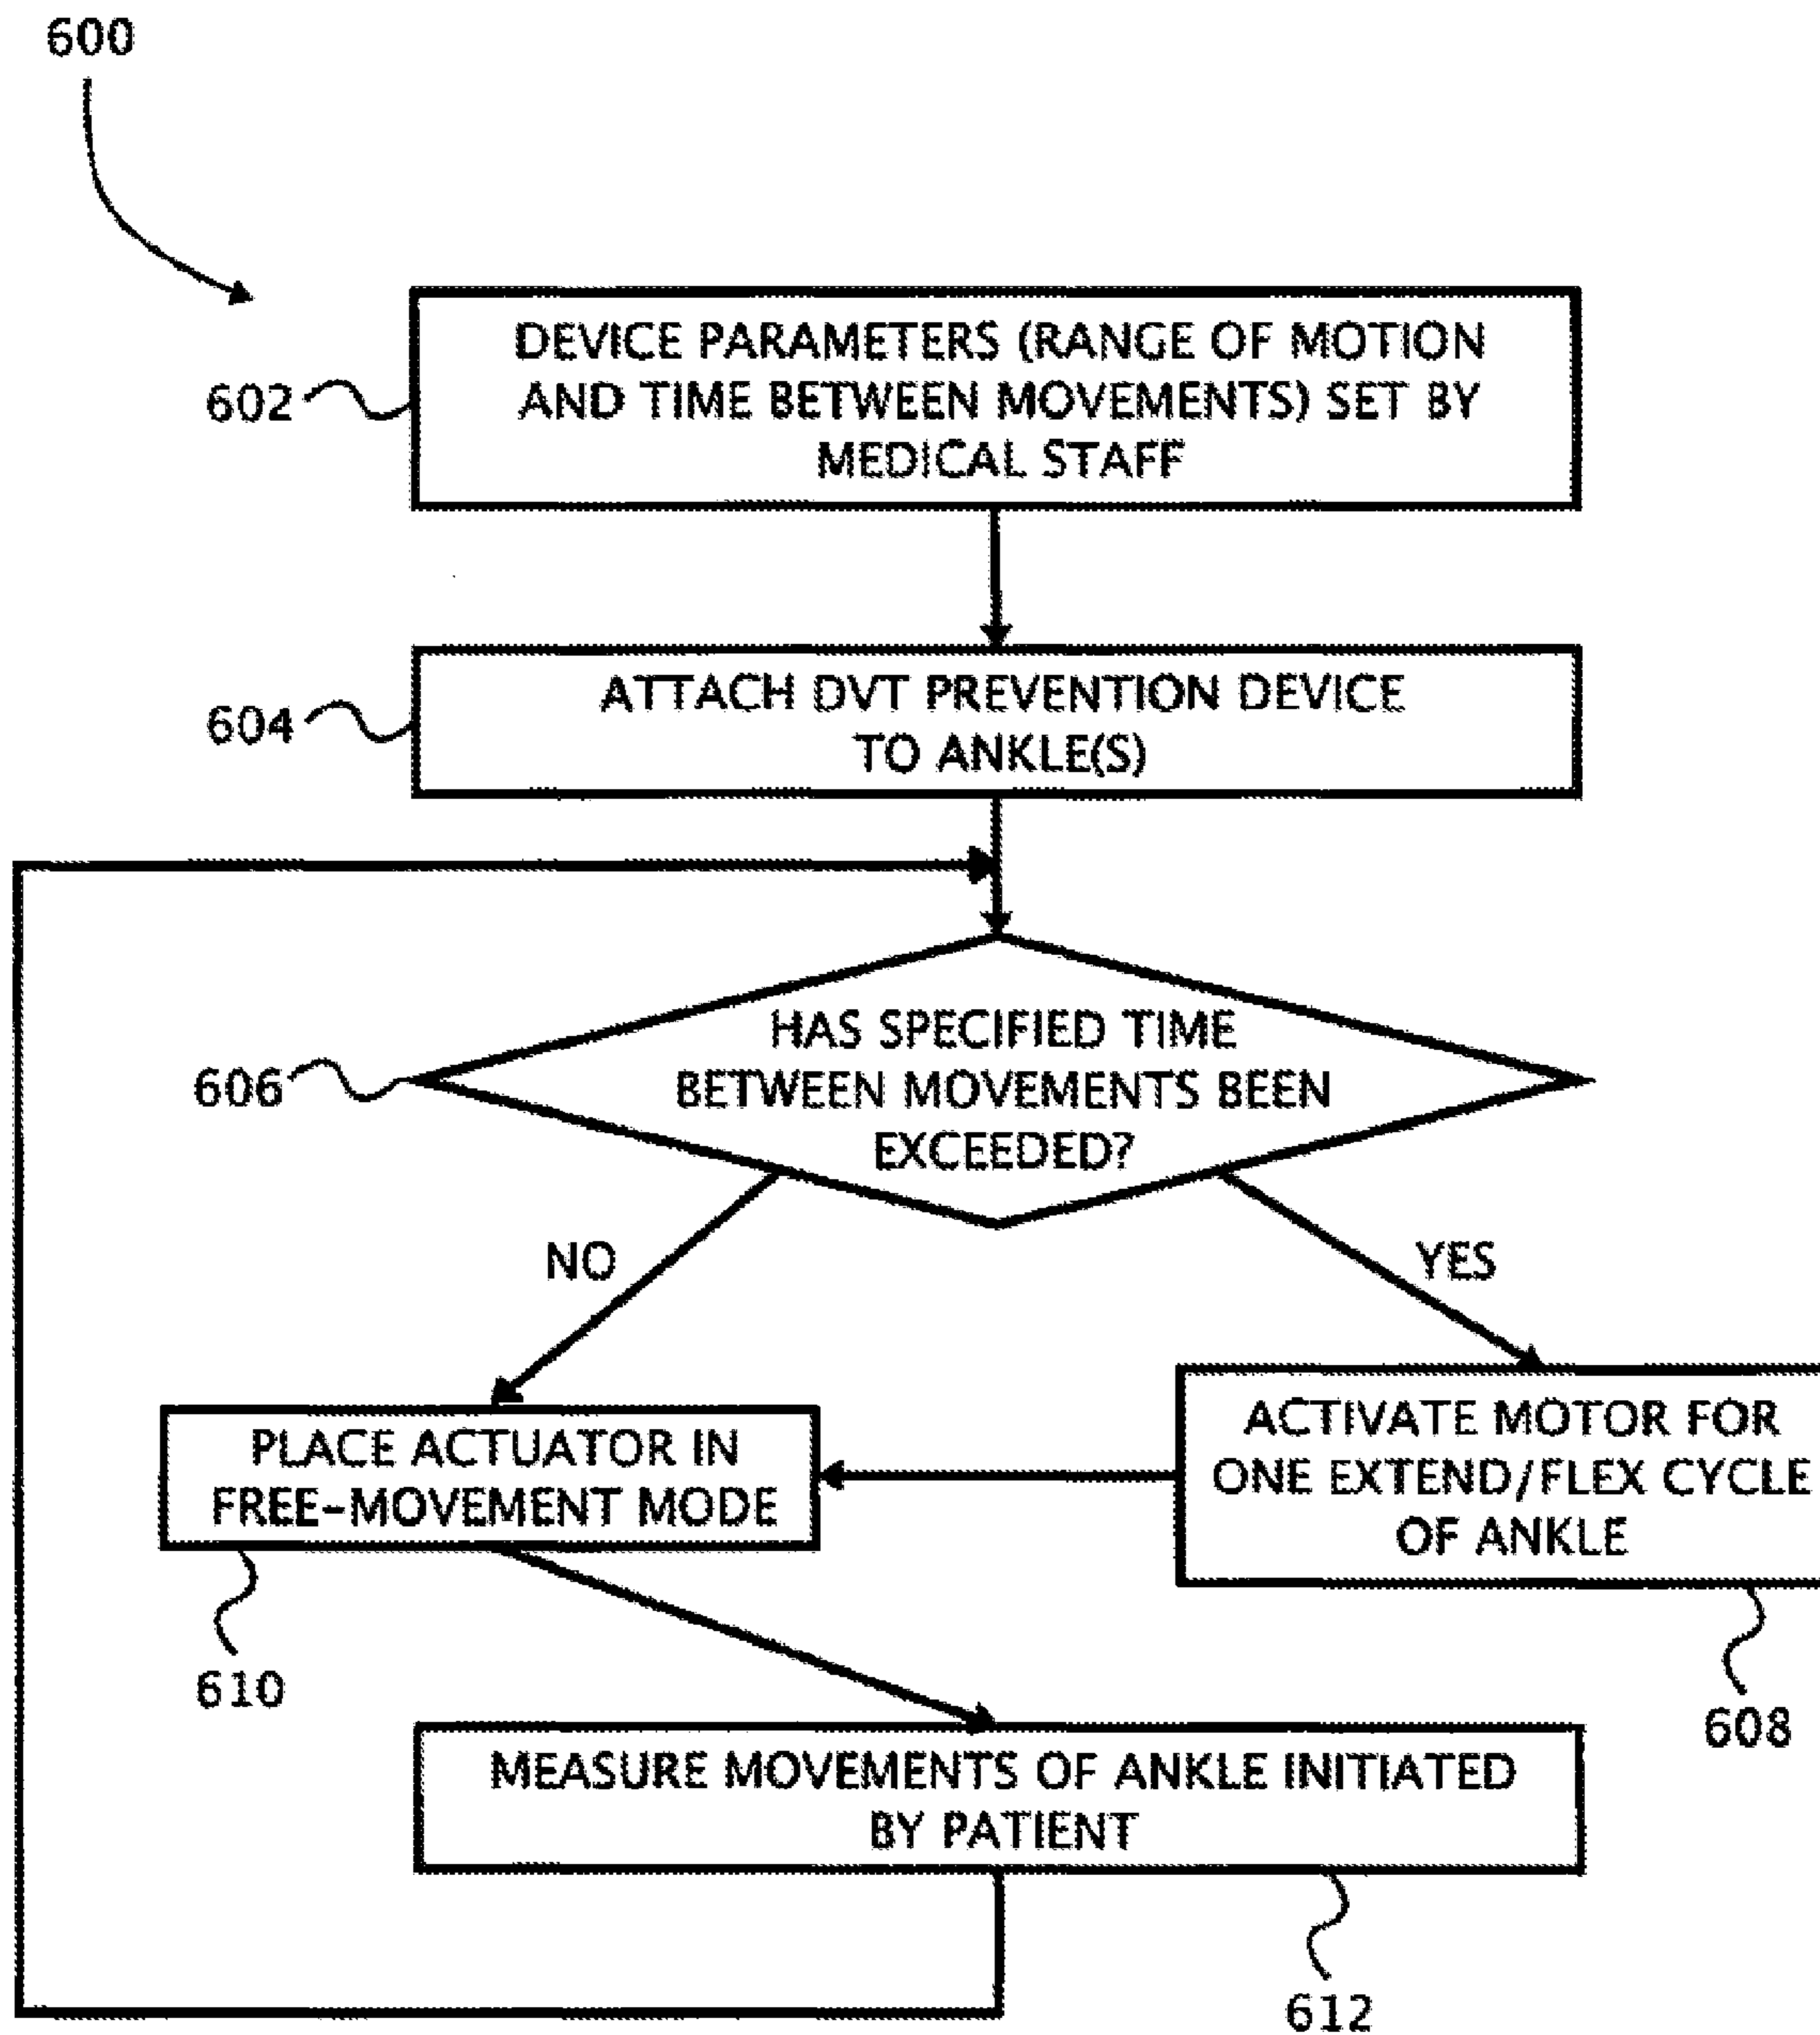 600
DEVICE PARAMETERS (RANGE OF MOTION
AND TIME BETWEEN MOVEMENTS) SET BY
MEDICAL STAFF
602
ATTACH DVT PREVENTION DEVICE
TO ANKLE(S)
604
HAS SPECIFIED TIME
BETWEEN MOVEMENTS BEEN
EXCEEDED?
606
NO
YES
PLACE ACTUATOR IN
FREE-MOVEMENT MODE
610
ACTIVATE MOTOR FOR
ONE EXTEND/FLEX CYCLE
OF ANKLE
608
MEASURE MOVEMENTS OF ANKLE INITIATED
BY PATIENT
612